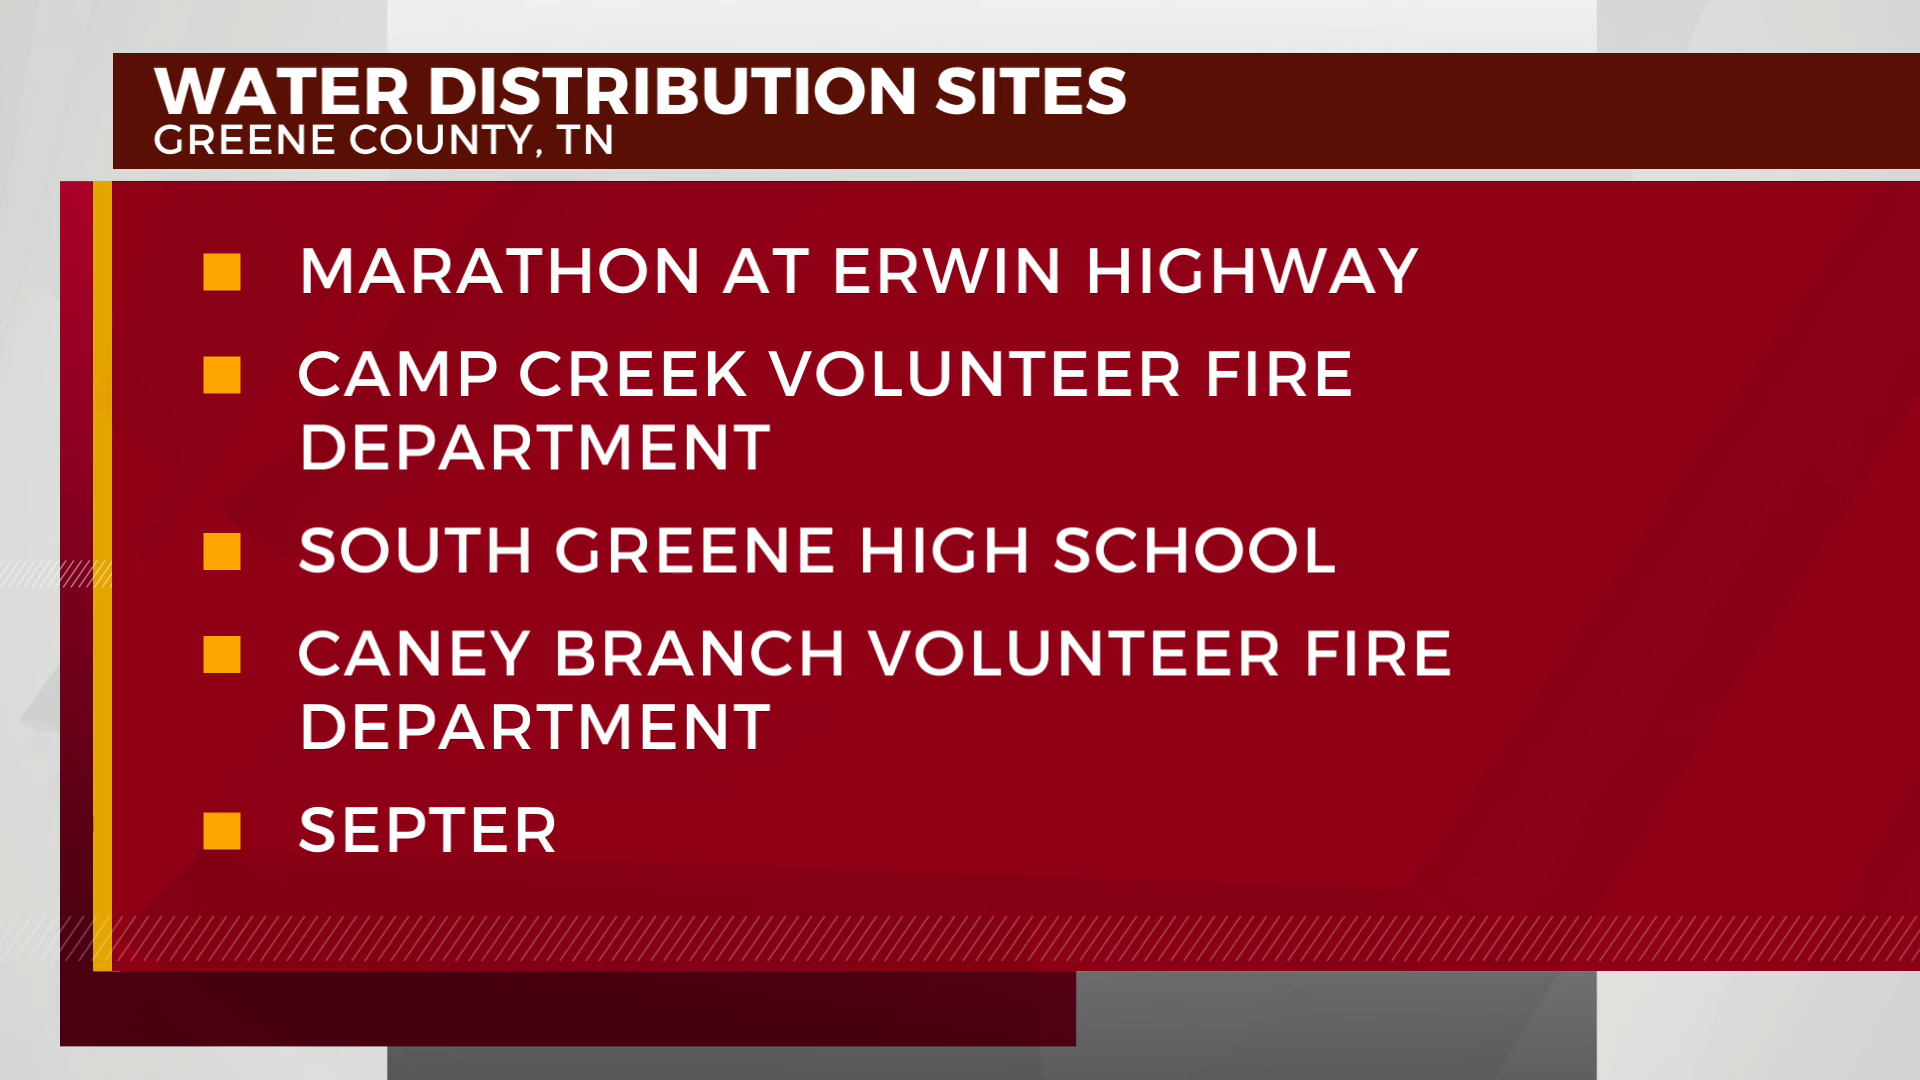 WATER DISTRIBUTION SITES
GREENE COUNTY, TN
MARATHON AT ERWIN HIGHWAY
CAMP CREEK VOLUNTEER FIRE
DEPARTMENT
SOUTH GREENE HIGH SCHOOL
CANEY BRANCH VOLUNTEER FIRE
DEPARTMENT
SEPTER